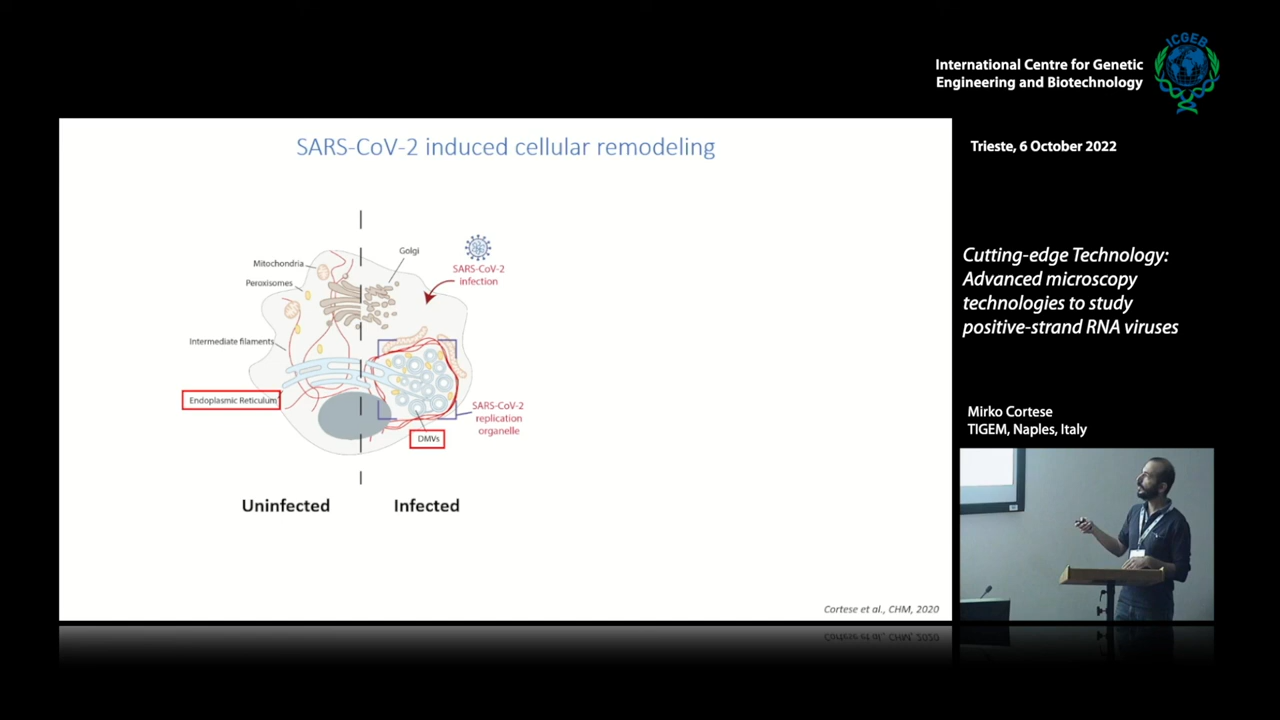 International Centre for Genetic
Engineering and Biotechnology
ICGEB
Trieste, 6 October 2022
Cutting-edge Technology:
Advanced microscopy
technologies to study
positive-strand RNA viruses
Mirko Cortese
TIGEM, Naples, Italy
SARS-CoV-2 induced cellular remodeling
Golgi
Mitochondria
SARS-CoV-2
infection
Peroxisomes
Intermediate filaments
Endoplasmic Reticulum
SARS-CoV-2
replication
organelle
DMVs
Uninfected
Infected
Cortese et al., CHM, 2020